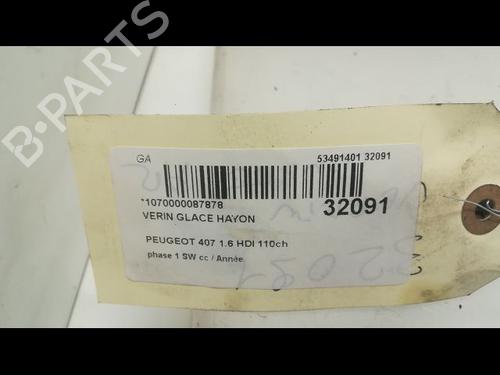 B-PARTS
GA 53491401 32091
*1070000087878 32091
VERIN GLACE HAYON
PEUGEOT 407 1.6 HDI 110ch
phase 1 SW cc / Année